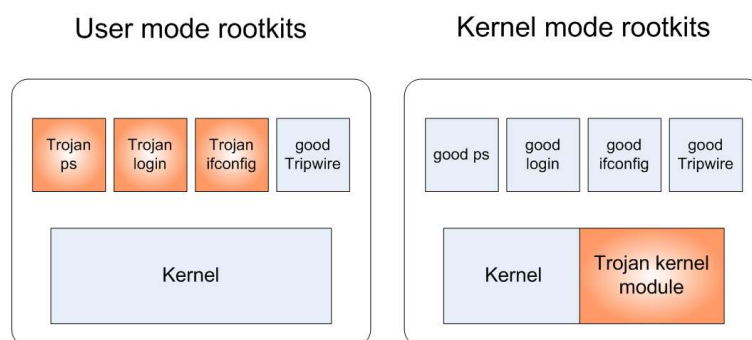 User mode rootkits
Kernel mode rootkits
Trojan
ps
Trojan
login
Trojan
ifconfig
good
Tripwire
Kernel
good ps
good
login
good
ifconfig
good
Tripwire
Kernel
Trojan kernel
module